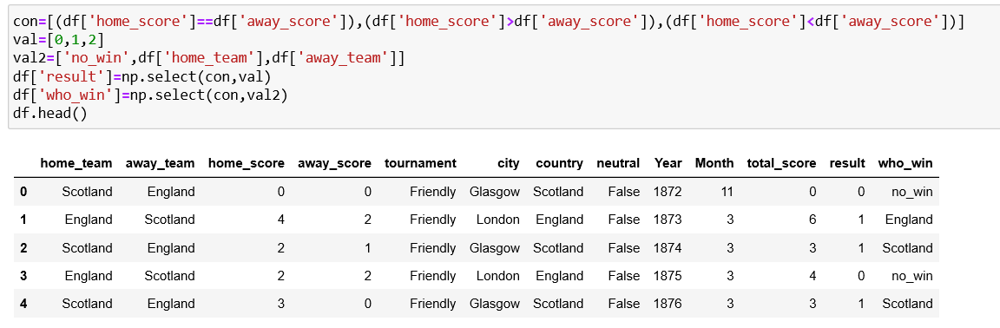 con=[(df['home_score']==df['away_score']),(df['home_score']>df['away_score']),(df['home_score']<df['away_score'])]
val=[0,1,2]
val2=['no_win',df['home_team'],df['away_team']]
df['result']=np.select(con,val)
df['who_win']=np.select(con,val2)
df.head()
home_team away_team home_score away_score tournament city country neutral Year Month total_score result who_win
0 Scotland England 0 0 Friendly Glasgow Scotland False 1872 11 0 0 no_win
1 England Scotland 4 2 Friendly London England False 1873 3 6 1 England
2 Scotland England 2 1 Friendly Glasgow Scotland False 1874 3 3 1 Scotland
3 England Scotland 2 2 Friendly London England False 1875 3 4 0 no_win
4 Scotland England 3 0 Friendly Glasgow Scotland False 1876 3 3 1 Scotland